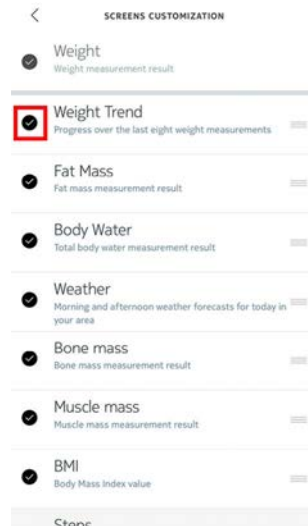 SCREENS CUSTOMIZATION
Weight
Weight measurement result
Weight Trend
Progress over the last eight weight measurements
Fat Mass
Fat mass measurement result
Body Water
Total body water measurement result
Weather
Morning and afternoon weather forecasts for today in
your area
Bone mass
Bone mass measurement result
Muscle mass
Muscle mass measurement result
BMI
Body Mass Index value
Steps